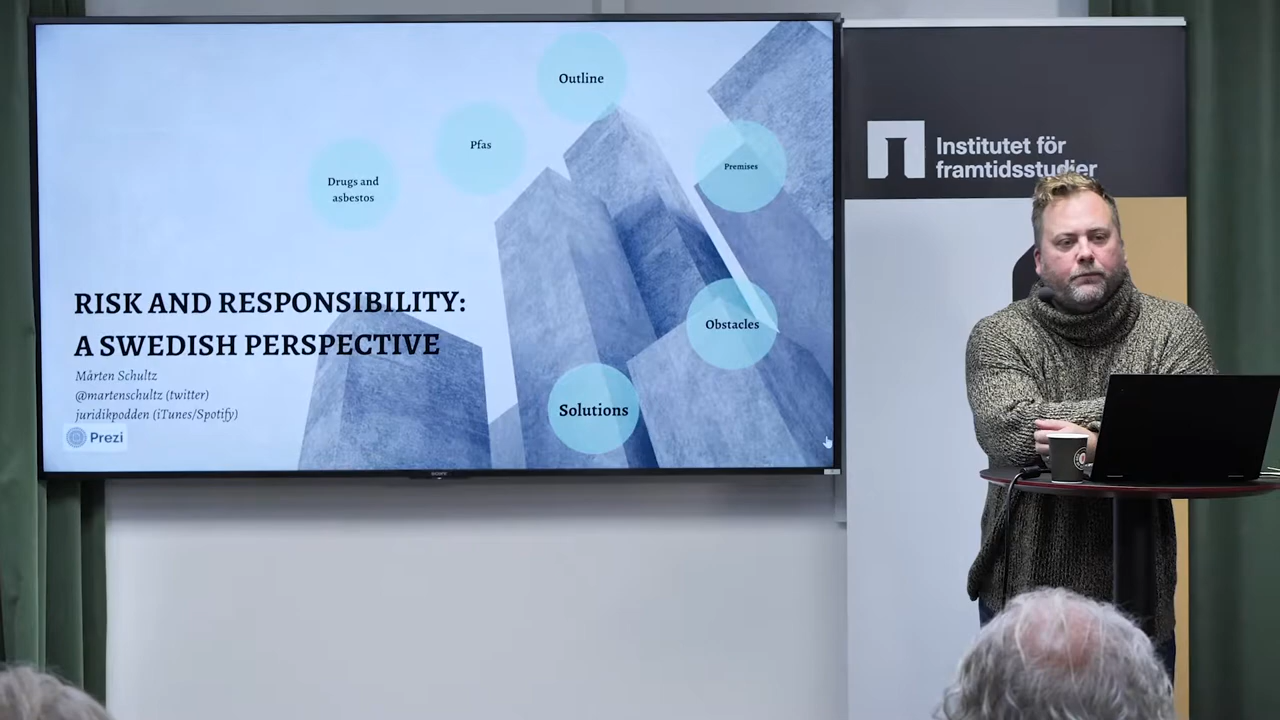 Outline
Pfas
Premises
Drugs and
asbestos
RISK AND RESPONSIBILITY:
A SWEDISH PERSPECTIVE
Obstacles
Mårten Schultz
@martenschultz (twitter)
juridikpodden (iTunes/Spotify)
Solutions
Prezi
SONY
Institutet för
framtidsstudier